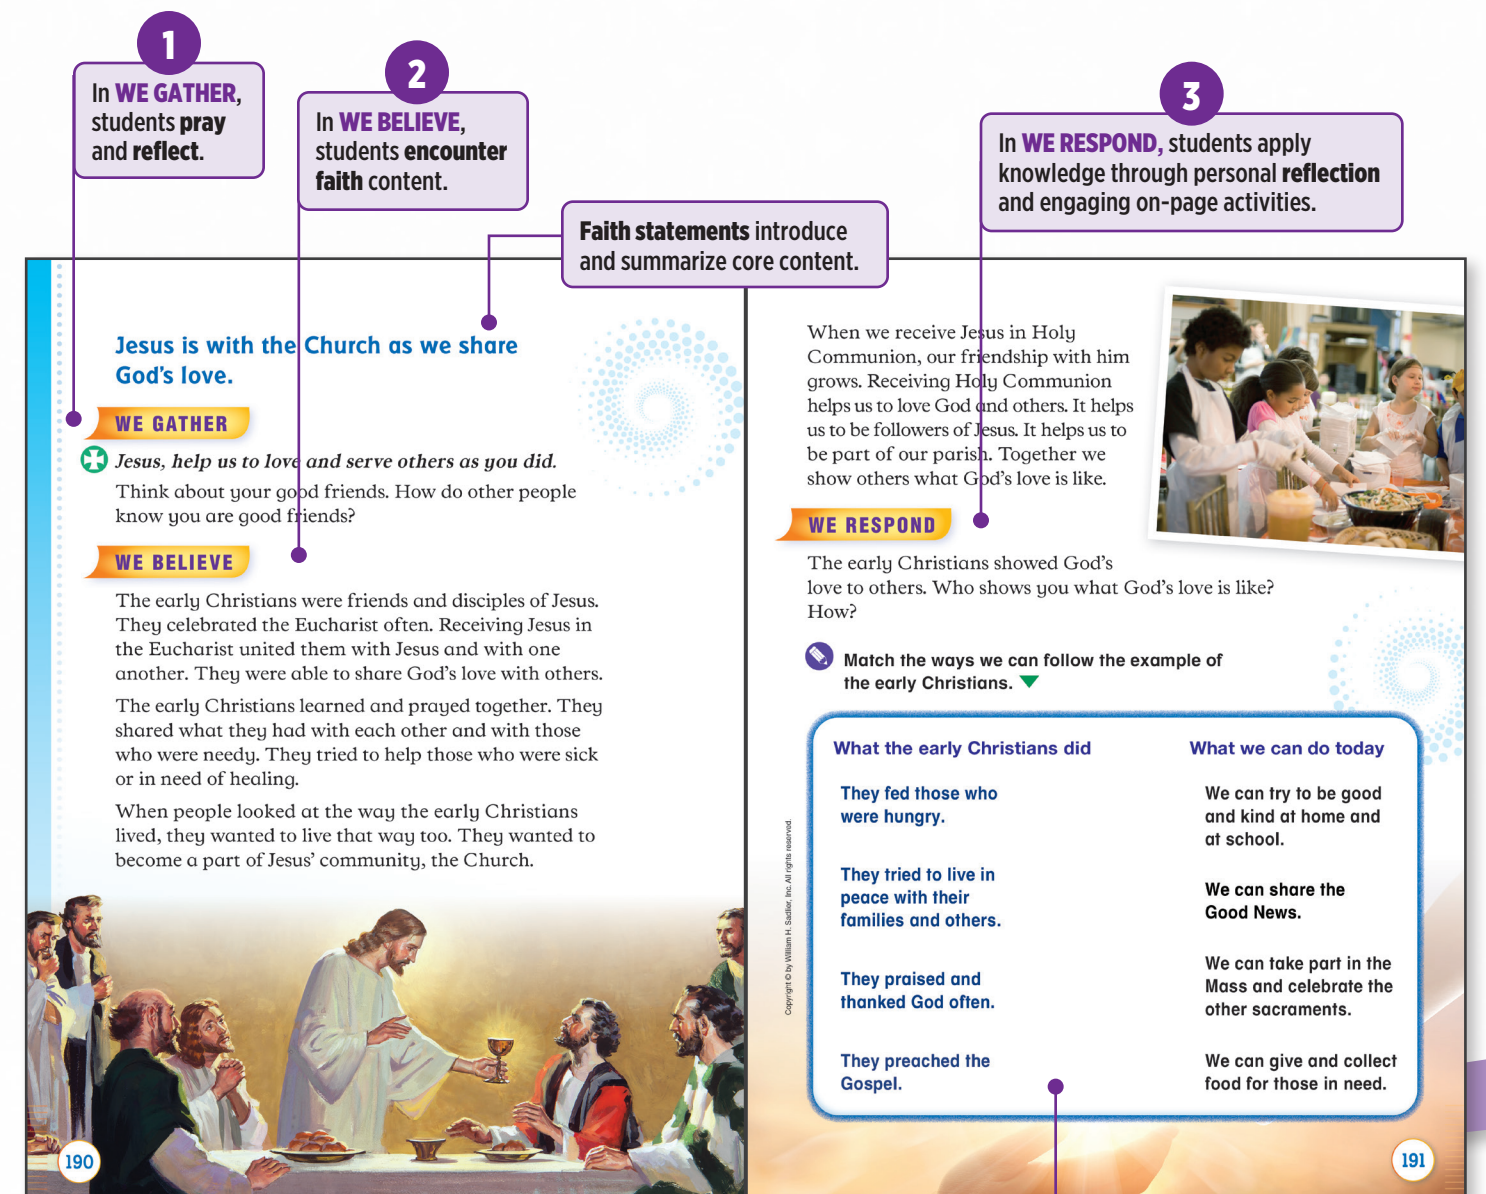 1
In WE GATHER,
students pray
and reflect.
2
In WE BELIEVE,
students encounter
faith content.
3
In WE RESPOND, students apply
knowledge through personal reflection
and engaging on-page activities.
Faith statements introduce
and summarize core content.
Jesus is with the Church as we share
God's love.
WE GATHER
Jesus, help us to love and serve others as you did.
Think about your good friends. How do other people
know you are good friends?
WE BELIEVE
The early Christians were friends and disciples of Jesus.
They celebrated the Eucharist often. Receiving Jesus in
the Eucharist united them with Jesus and with one
another. They were able to share God's love with others.
The early Christians learned and prayed together. They
shared what they had with each other and with those
who were needy. They tried to help those who were sick
or in need of healing.
When people looked at the way the early Christians
lived, they wanted to live that way too. They wanted to
become a part of Jesus' community, the Church.
190
When we receive Jesus in Holy
Communion, our friendship with him
grows. Receiving Holy Communion
helps us to love God and others. It helps
us to be followers of Jesus. It helps us to
be part of our parish. Together we
show others what God's love is like.
WE RESPOND
The early Christians showed God's
love to others. Who shows you what God's love is like?
How?
Match the ways we can follow the example of
the early Christians.
What the early Christians did
They fed those who
were hungry.
They tried to live in
peace with their
families and others.
They praised and
thanked God often.
They preached the
Gospel.
What we can do today
We can try to be good
and kind at home and
at school.
We can share the
Good News.
We can take part in the
Mass and celebrate the
other sacraments.
We can give and collect
food for those in need.
Copyright © by William H. Sadlier, Inc. All rights reserved.
191